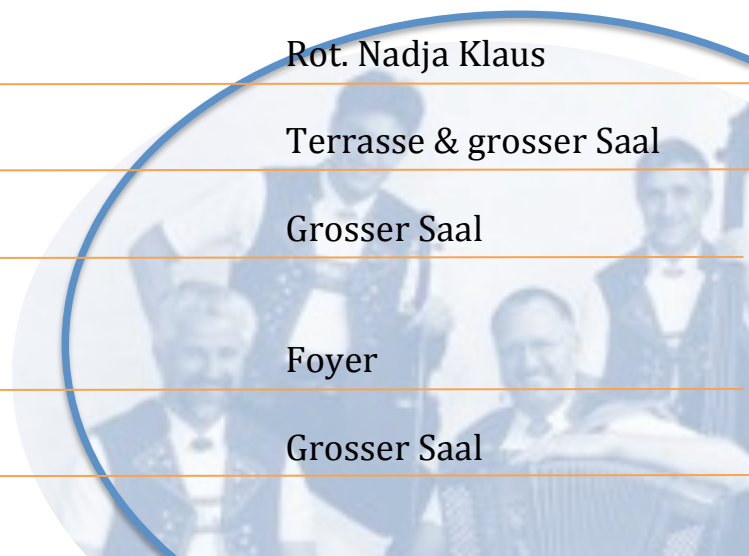 Rot. Nadja Klaus
Terrasse & grosser Saal
Grosser Saal
Foyer
Grosser Saal